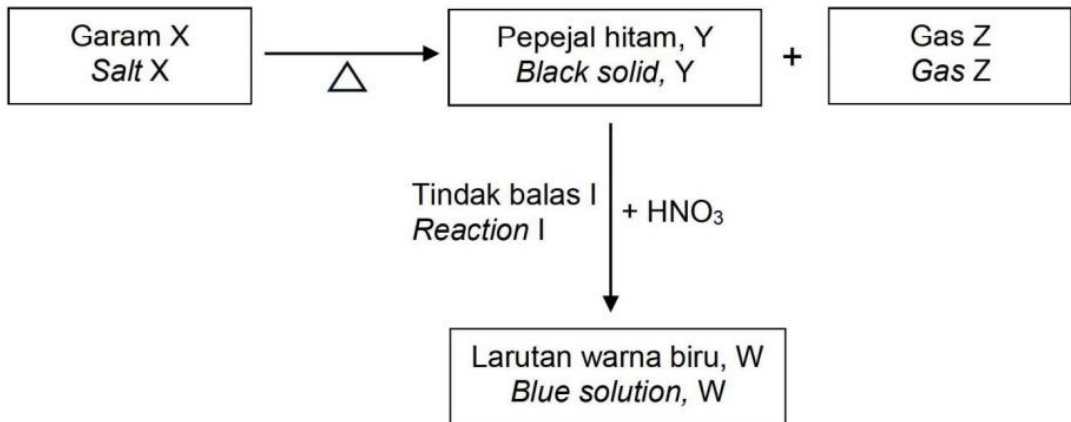 Garam X
Salt X
Pepejal hitam, Y
Black solid, Y
+
Gas Z
Gas Z
Tindak balas I
Reaction I
+ HNO₃
Larutan warna biru, W
Blue solution, W